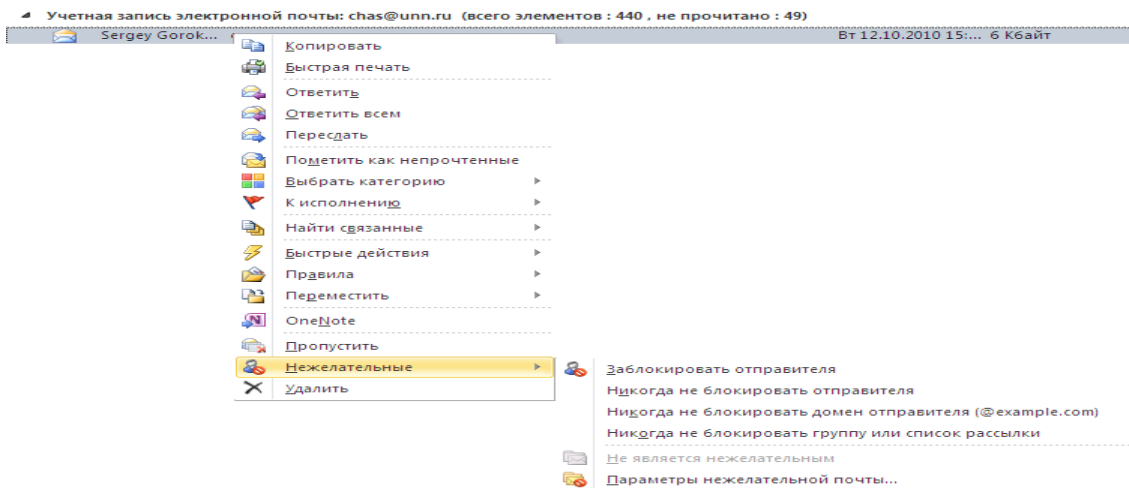 Учетная запись электронной почты: chas@unn.ru (всего элементов : 440 , не прочитано : 49)
Sergey Gorok... Вт 12.10.2010 15:... 6 Кбайт
Копировать
Быстрая печать
Ответить
Ответить всем
Переслать
Пометить как непрочтенные
Выбрать категорию
К исполнению
Найти связанные
Быстрые действия
Правила
Переместить
OneNote
Пропустить
Нежелательные
Удалить
Заблокировать отправителя
Никогда не блокировать отправителя
Никогда не блокировать домен отправителя (@example.com)
Никогда не блокировать группу или список рассылки
Не является нежелательным
Параметры нежелательной почты...